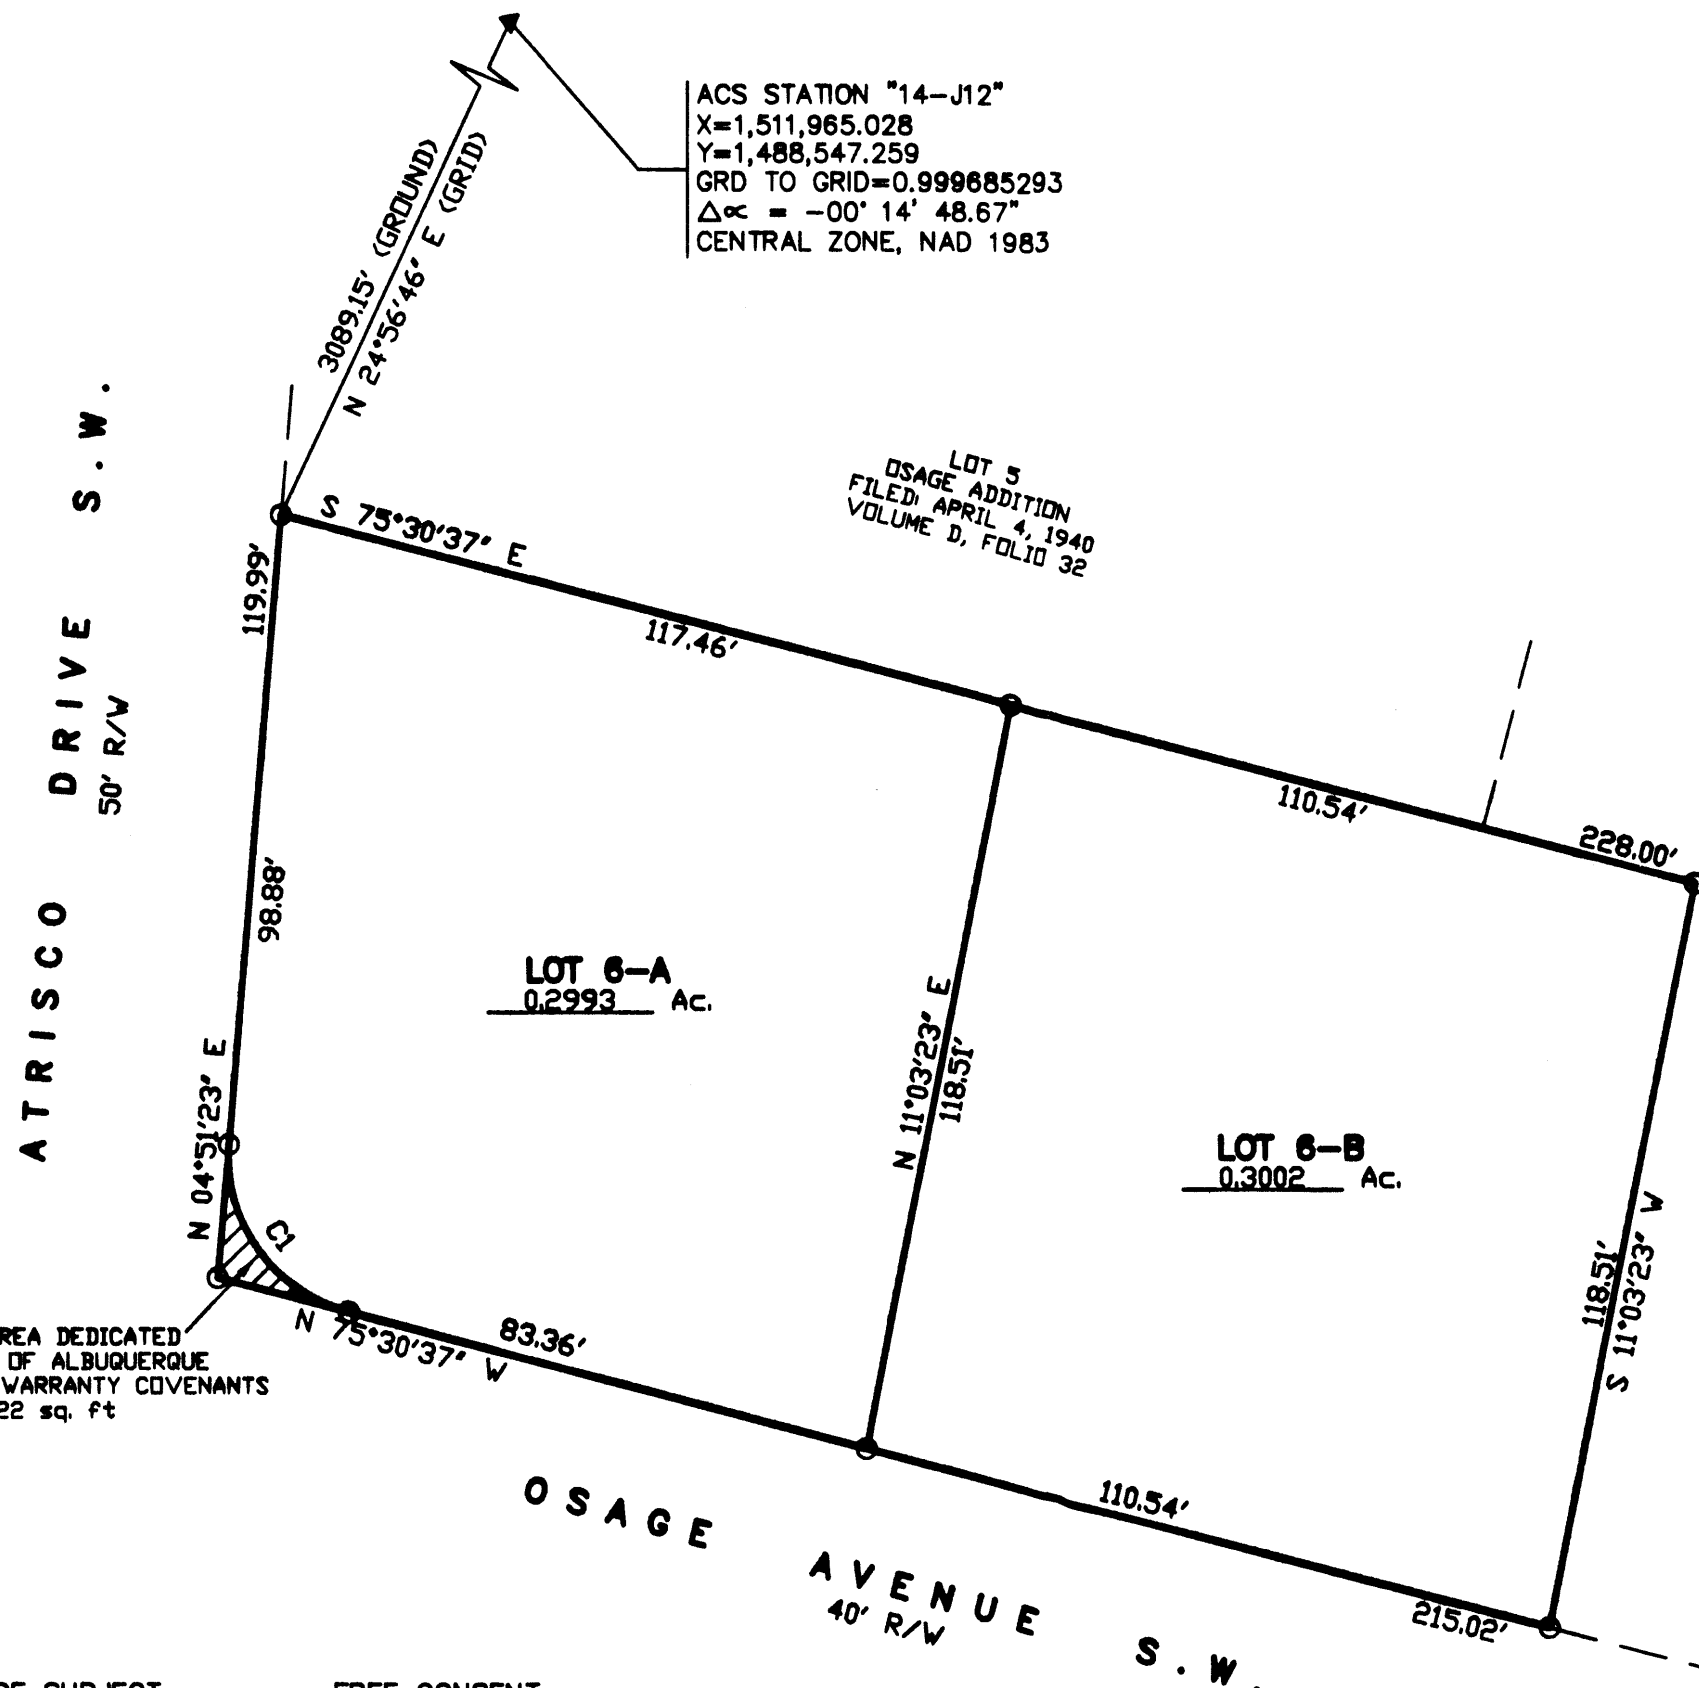 ACS STATION "14-J12"
X=1,511,965.028
Y=1,488,547.259
GRD TO GRID=0.999685293
Δ∝ = -00° 14' 48.67"
CENTRAL ZONE, NAD 1983
3089.15' (GROUND)
N 24°56'46" E (GRID)
LOT 5
OSAGE ADDITION
FILED: APRIL 4, 1940
VOLUME D, FOLIO 32
S 75°30'37" E
117.46'
110.54'
228.00'
119.99'
98.88'
N 04°51'23" E
ATRISCO DRIVE S.W.
50' R/W
LOT 6-A
0.2993 Ac.
N 11°03'23" E
118.51'
LOT 6-B
0.3002 Ac.
118.51'
S 11°03'23" W
C1
REA DEDICATED
OF ALBUQUERQUE
WARRANTY COVENANTS
22 sq. ft
N 75°30'37" W
83.36'
110.54'
215.02'
OSAGE AVENUE S.W.
40' R/W